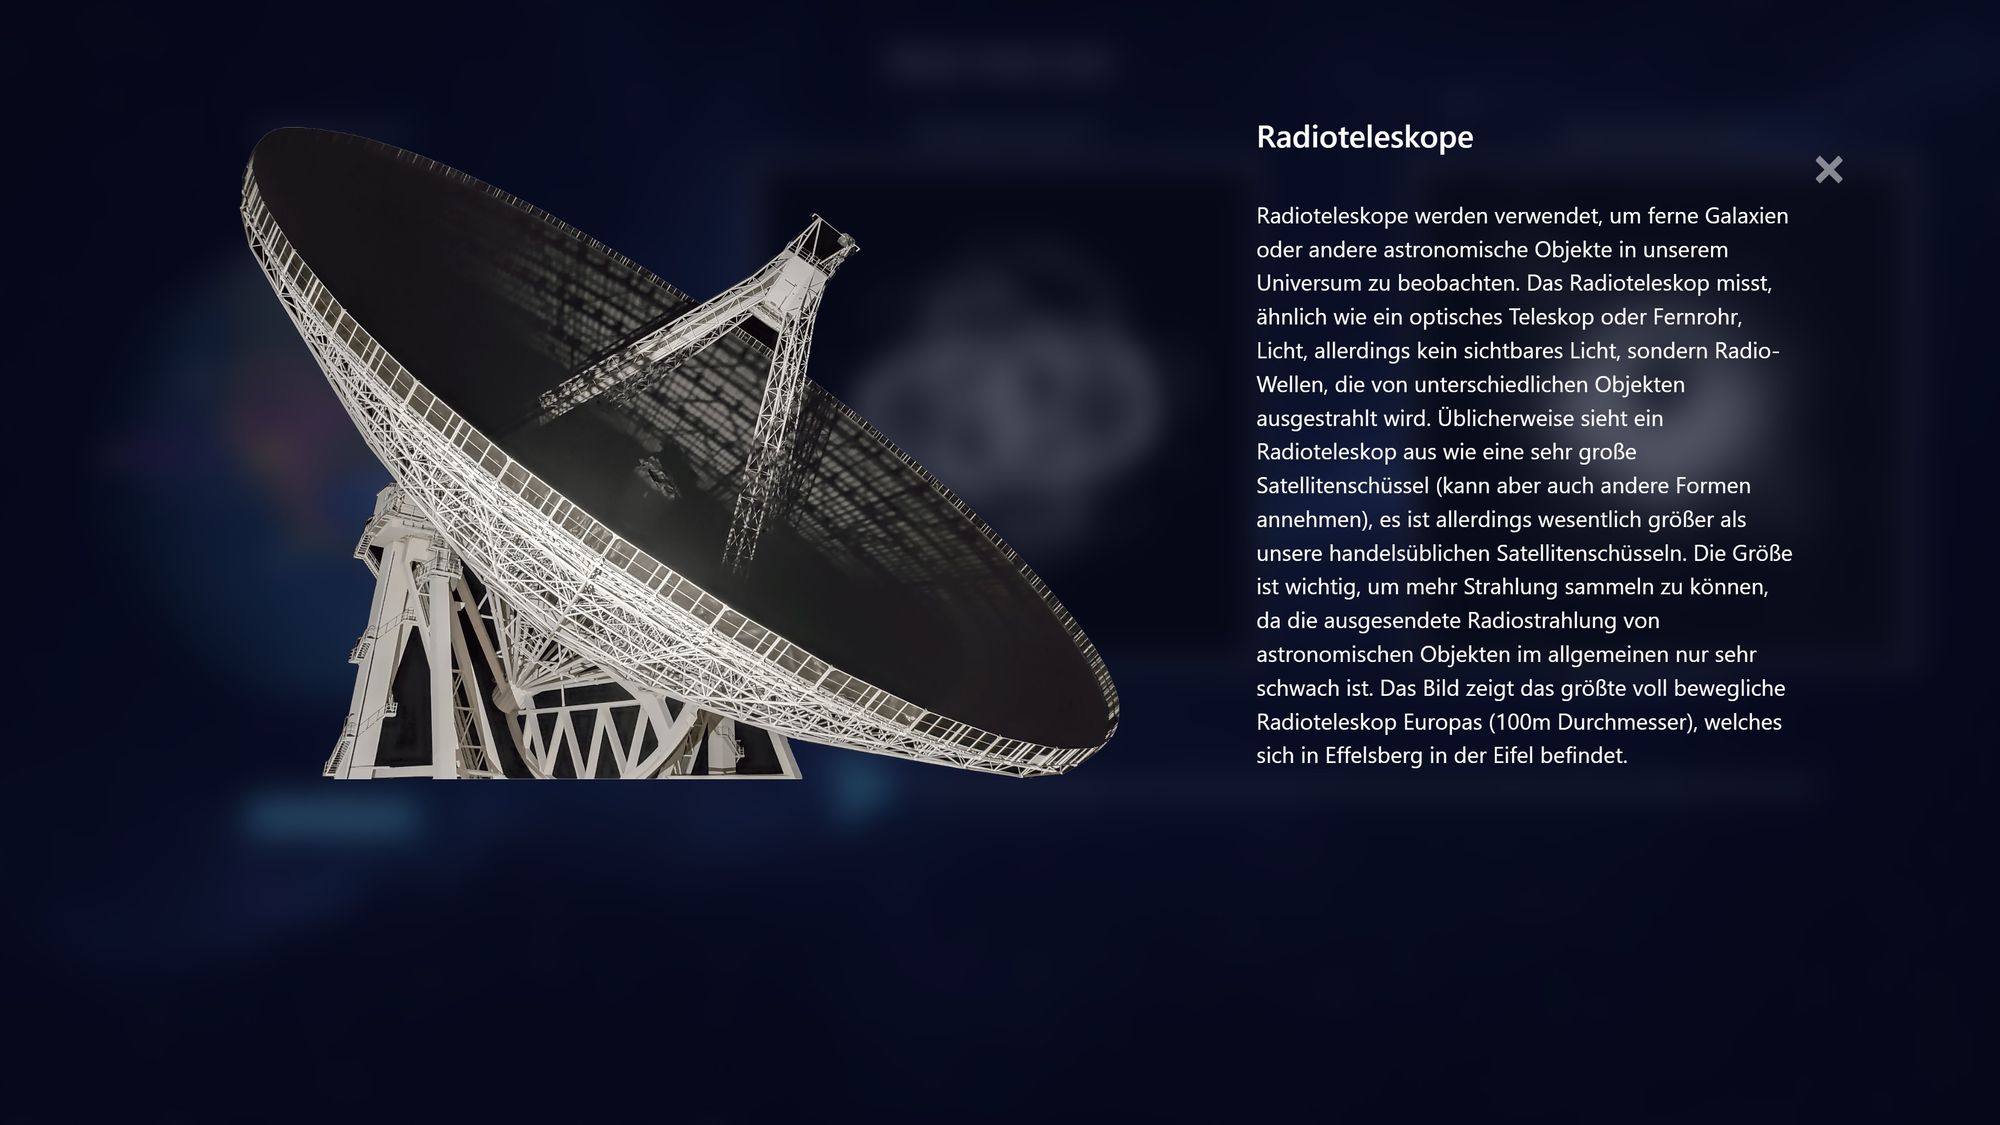 Radioteleskope
Radioteleskope werden verwendet, um ferne Galaxien
oder andere astronomische Objekte in unserem
Universum zu beobachten. Das Radioteleskop misst,
ähnlich wie ein optisches Teleskop oder Fernrohr,
Licht, allerdings kein sichtbares Licht, sondern Radio-
Wellen, die von unterschiedlichen Objekten
ausgestrahlt wird. Üblicherweise sieht ein
Radioteleskop aus wie eine sehr große
Satellitenschüssel (kann aber auch andere Formen
annehmen), es ist allerdings wesentlich größer als
unsere handelsüblichen Satellitenschüsseln. Die Größe
ist wichtig, um mehr Strahlung sammeln zu können,
da die ausgesendete Radiostrahlung von
astronomischen Objekten im allgemeinen nur sehr
schwach ist. Das Bild zeigt das größte voll bewegliche
Radioteleskop Europas (100m Durchmesser), welches
sich in Effelsberg in der Eifel befindet.